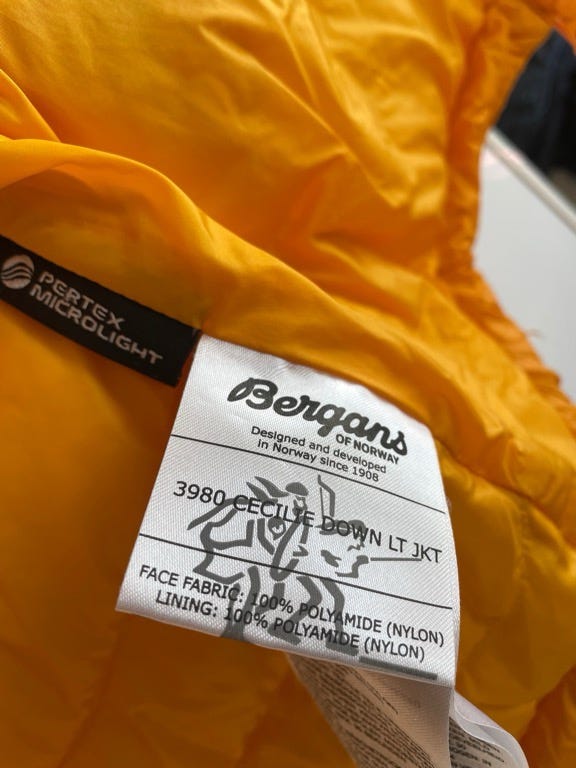 PERTEX
MICROLIGHT
Bergans
OF NORWAY
Designed and developed
in Norway since 1908
3980 CECILIE DOWN LT JKT
FACE FABRIC: 100% POLYAMIDE (NYLON)
LINING: 100% POLYAMIDE (NYLON)